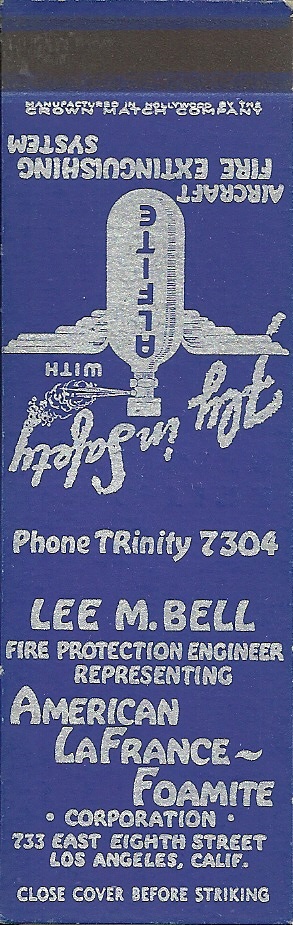 MANUFACTURED IN HOLLYWOOD BY THE
CROWN MATCH COMPANY
Fly in Safety
WITH
ALFITE
AIRCRAFT
FIRE EXTINGUISHING
SYSTEM
Phone TRinity 7304
LEE M. BELL
FIRE PROTECTION ENGINEER
REPRESENTING
AMERICAN
LAFRANCE ~
FOAMITE
• CORPORATION •
733 EAST EIGHTH STREET
LOS ANGELES, CALIF.
CLOSE COVER BEFORE STRIKING